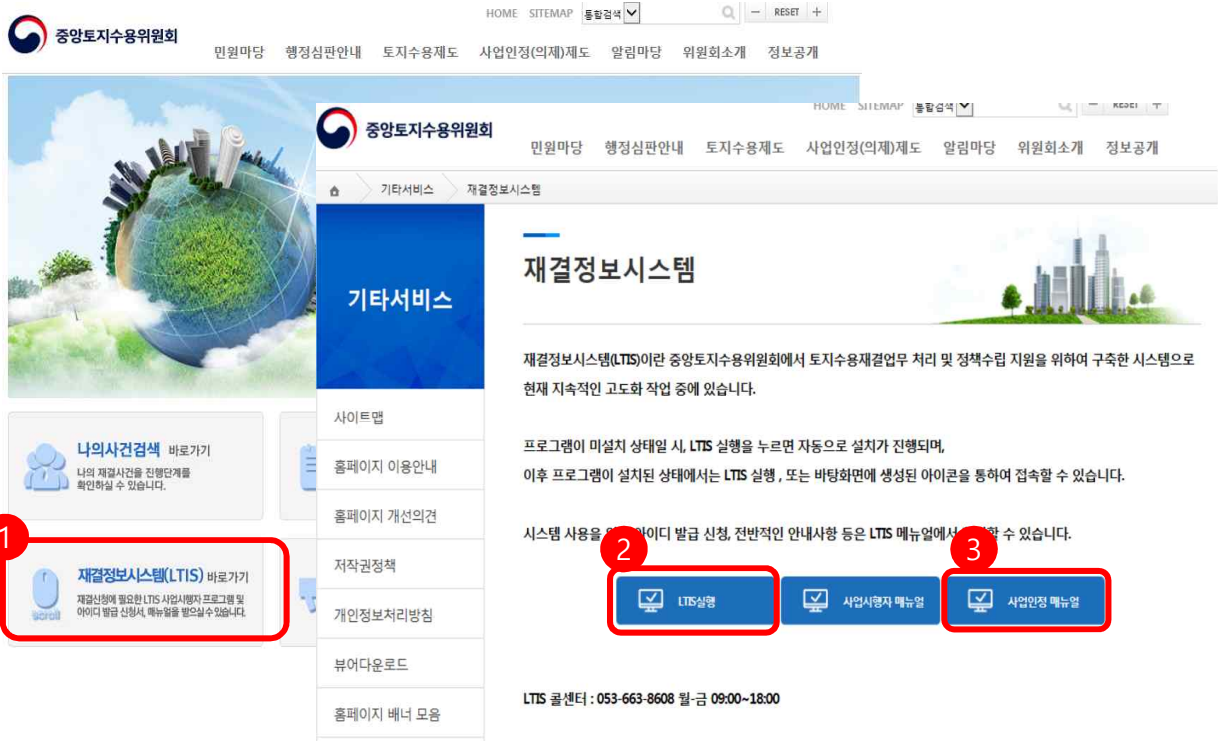 HOME SITEMAP 통합검색 RESET
중앙토지수용위원회
민원마당 행정심판안내 토지수용제도 사업인정(의제)제도 알림마당 위원회소개 정보공개
HOME SITEMAP 통합검색 RESET
중앙토지수용위원회
민원마당 행정심판안내 토지수용제도 사업인정(의제)제도 알림마당 위원회소개 정보공개
기타서비스 재결정보시스템
기타서비스
사이트맵
홈페이지 이용안내
홈페이지 개선의견
저작권정책
개인정보처리방침
뷰어다운로드
홈페이지 배너 모음
재결정보시스템
재결정보시스템(LTIS)이란 중앙토지수용위원회에서 토지수용재결업무 처리 및 정책수립 지원을 위하여 구축한 시스템으로
현재 지속적인 고도화 작업 중에 있습니다.
프로그램이 미설치 상태일 시, LTIS 실행을 누르면 자동으로 설치가 진행되며,
이후 프로그램이 설치된 상태에서는 LTIS 실행 , 또는 바탕화면에 생성된 아이콘을 통하여 접속할 수 있습니다.
시스템 사용을 아이디 발급 신청, 전반적인 안내사항 등은 LTIS 메뉴얼에서 수 있습니다.
2
3
LTIS실행
사업시행자 매뉴얼
사업인정 매뉴얼
LTIS 콜센터 : 053-663-8608 월-금 09:00~18:00
나의사건검색 바로가기
나의 재결사건을 진행단계를
확인하실 수 있습니다.
1
재결정보시스템(LTIS) 바로가기
재결신청에 필요한 LTIS 사업시행자 프로그램 및
아이디 발급 신청서, 매뉴얼을 받으실수 있습니다.
scroll